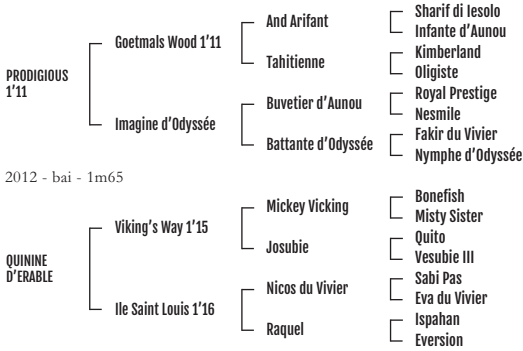 Sharif di Iesolo
And Arifant
Infante d'Aunou
Goetmals Wood 1'11
Kimberland
Tahitienne
Oligiste
PRODIGIOUS
1'11
Royal Prestige
Buvetier d'Aunou
Nesmile
Imagine d'Odyssée
Fakir du Vivier
Battante d'Odyssée
Nymphe d'Odyssée
2012 - bai - 1m65
Bonefish
Mickey Vicking
Misty Sister
Viking's Way 1'15
Quito
Josubie
Vesubie III
QUININE
D'ERABLE
Sabi Pas
Nicos du Vivier
Eva du Vivier
Ile Saint Louis 1'16
Ispahan
Raquel
Eversion